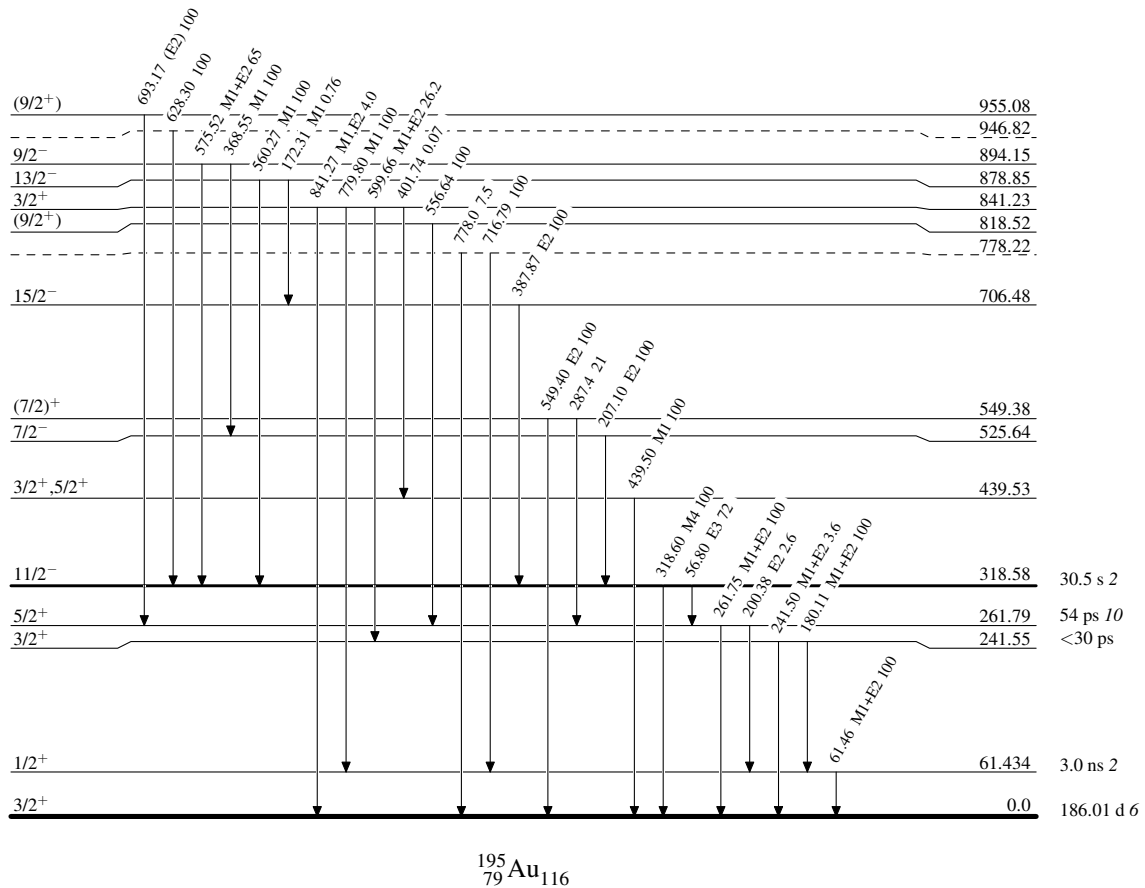 693.17 (E2) 100
628.30 100
575.52 M1+E2 65
368.55 M1 100
560.27 M1 100
172.31 M1 0.76
841.27 M1,E2 4.0
779.80 M1 100
599.66 M1+E2 26.2
401.74 0.07
556.64 100
778.0 7.5
716.79 100
387.87 E2 100
549.40 E2 100
287.4 21
207.10 E2 100
439.50 M1 100
318.60 M4 100
56.80 E3 72
261.75 M1+E2 100
200.38 E2 2.6
241.50 M1+E2 3.6
180.11 M1+E2 100
61.46 M1+E2 100
(9/2⁺) 955.08
946.82
9/2⁻ 894.15
13/2⁻ 878.85
3/2⁺ 841.23
(9/2⁺) 818.52
778.22
15/2⁻ 706.48
(7/2)⁺ 549.38
7/2⁻ 525.64
3/2⁺,5/2⁺ 439.53
11/2⁻ 318.58 30.5 s 2
5/2⁺ 261.79 54 ps 10
3/2⁺ 241.55 <30 ps
1/2⁺ 61.434 3.0 ns 2
3/2⁺ 0.0 186.01 d 6
¹⁹⁵₇₉Au₁₁₆